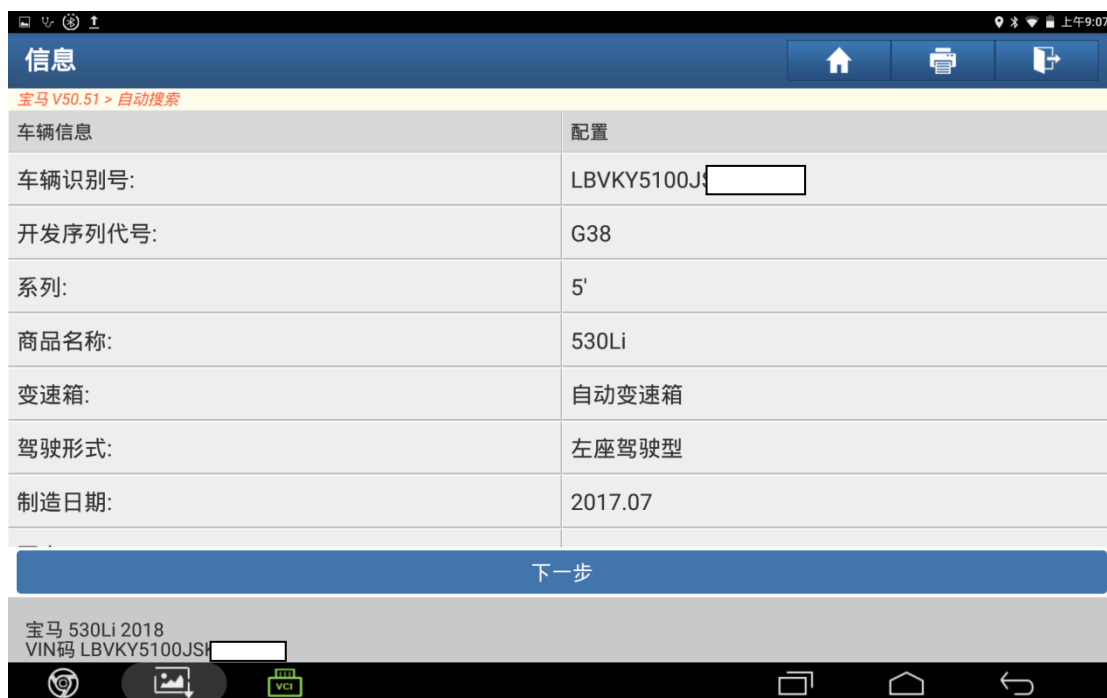 上午9:07
信息
宝马 V50.51 > 自动搜索
车辆信息 配置
车辆识别号: LBVKY5100JS
开发序列代号: G38
系列: 5'
商品名称: 530Li
变速箱: 自动变速箱
驾驶形式: 左座驾驶型
制造日期: 2017.07
下一步
宝马 530Li 2018
VIN码 LBVKY5100JSK
VCI